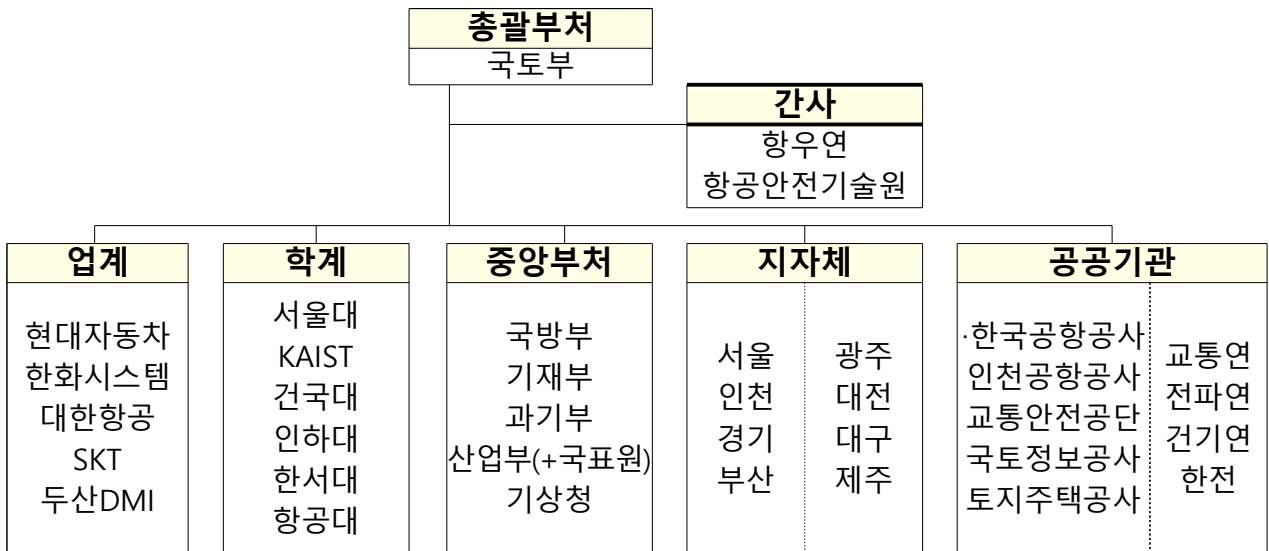 총괄부처
국토부
간사
항우연
항공안전기술원
업계
현대자동차
한화시스템
대한항공
SKT
두산DMI
학계
서울대
KAIST
건국대
인하대
한서대
항공대
중앙부처
국방부
기재부
과기부
산업부(+국표원)
기상청
지자체
서울
인천
경기
부산
광주
대전
대구
제주
공공기관
·한국공항공사
인천공항공사
교통안전공단
국토정보공사
토지주택공사
교통연
전파연
건기연
한전